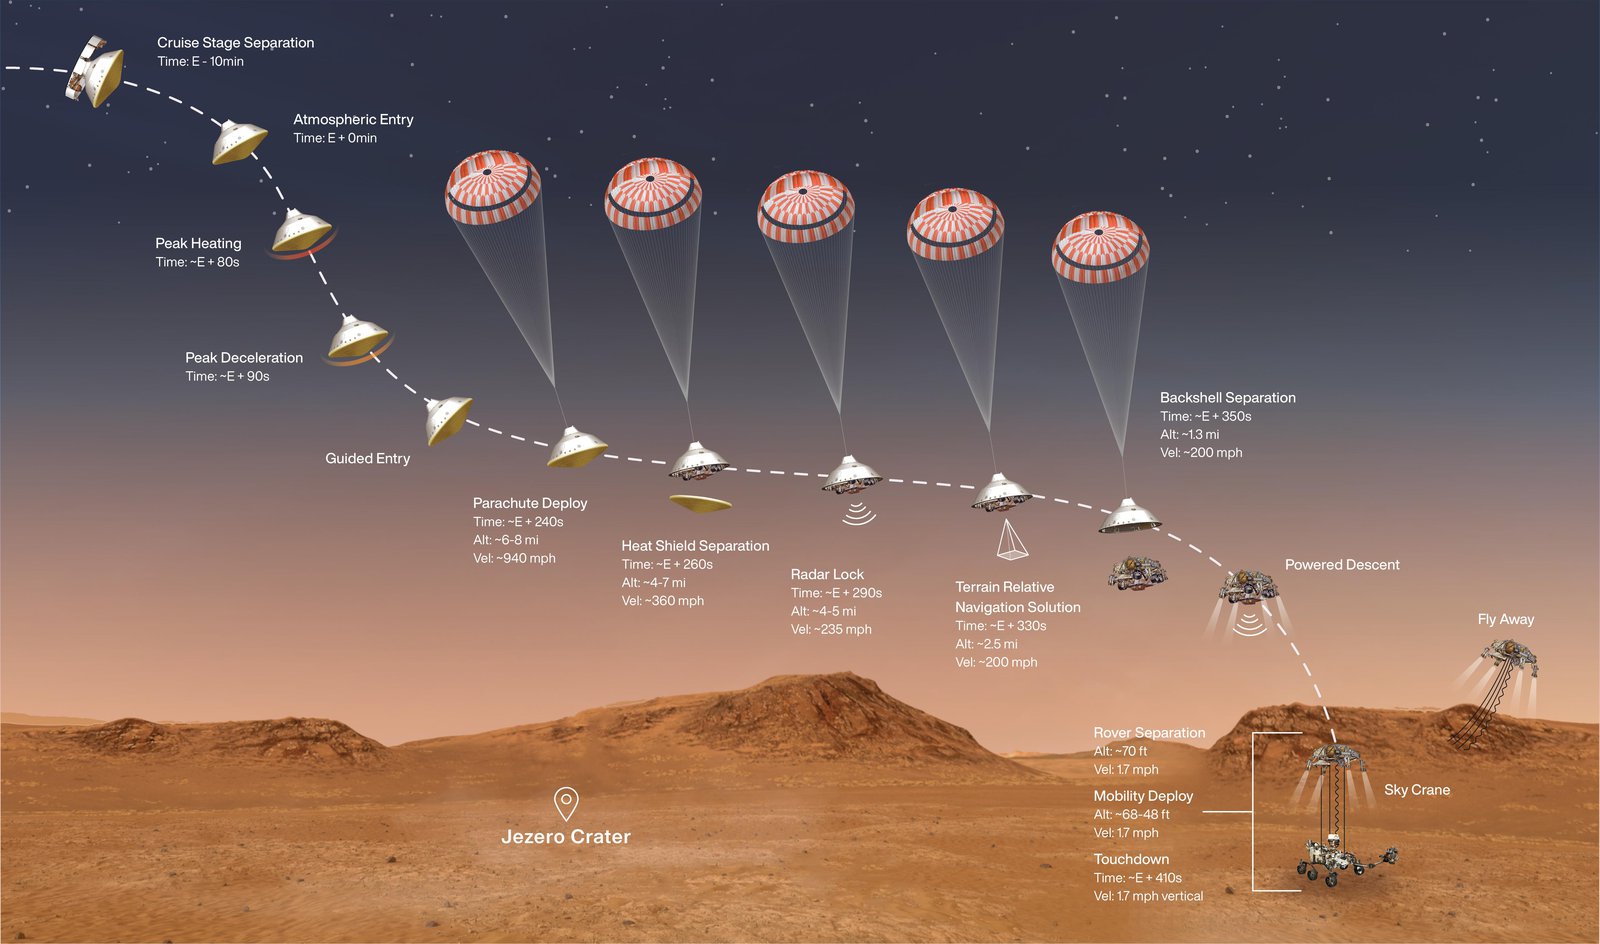 Cruise Stage Separation
Time: E - 10min
Atmospheric Entry
Time: E + 0min
Peak Heating
Time: ~E + 80s
Peak Deceleration
Time: ~E + 90s
Guided Entry
Parachute Deploy
Time: ~E + 240s
Alt: ~6-8 mi
Vel: ~940 mph
Heat Shield Separation
Time: ~E + 260s
Alt: ~4-7 mi
Vel: ~360 mph
Radar Lock
Time: ~E + 290s
Alt: ~4-5 mi
Vel: ~235 mph
Terrain Relative
Navigation Solution
Time: ~E + 330s
Alt: ~2.5 mi
Vel: ~200 mph
Backshell Separation
Time: ~E + 350s
Alt: ~1.3 mi
Vel: ~200 mph
Powered Descent
Fly Away
Rover Separation
Alt: ~70 ft
Vel: 1.7 mph
Mobility Deploy
Alt: ~68-48 ft
Vel: 1.7 mph
Touchdown
Time: ~E + 410s
Vel: 1.7 mph vertical
Sky Crane
Jezero Crater